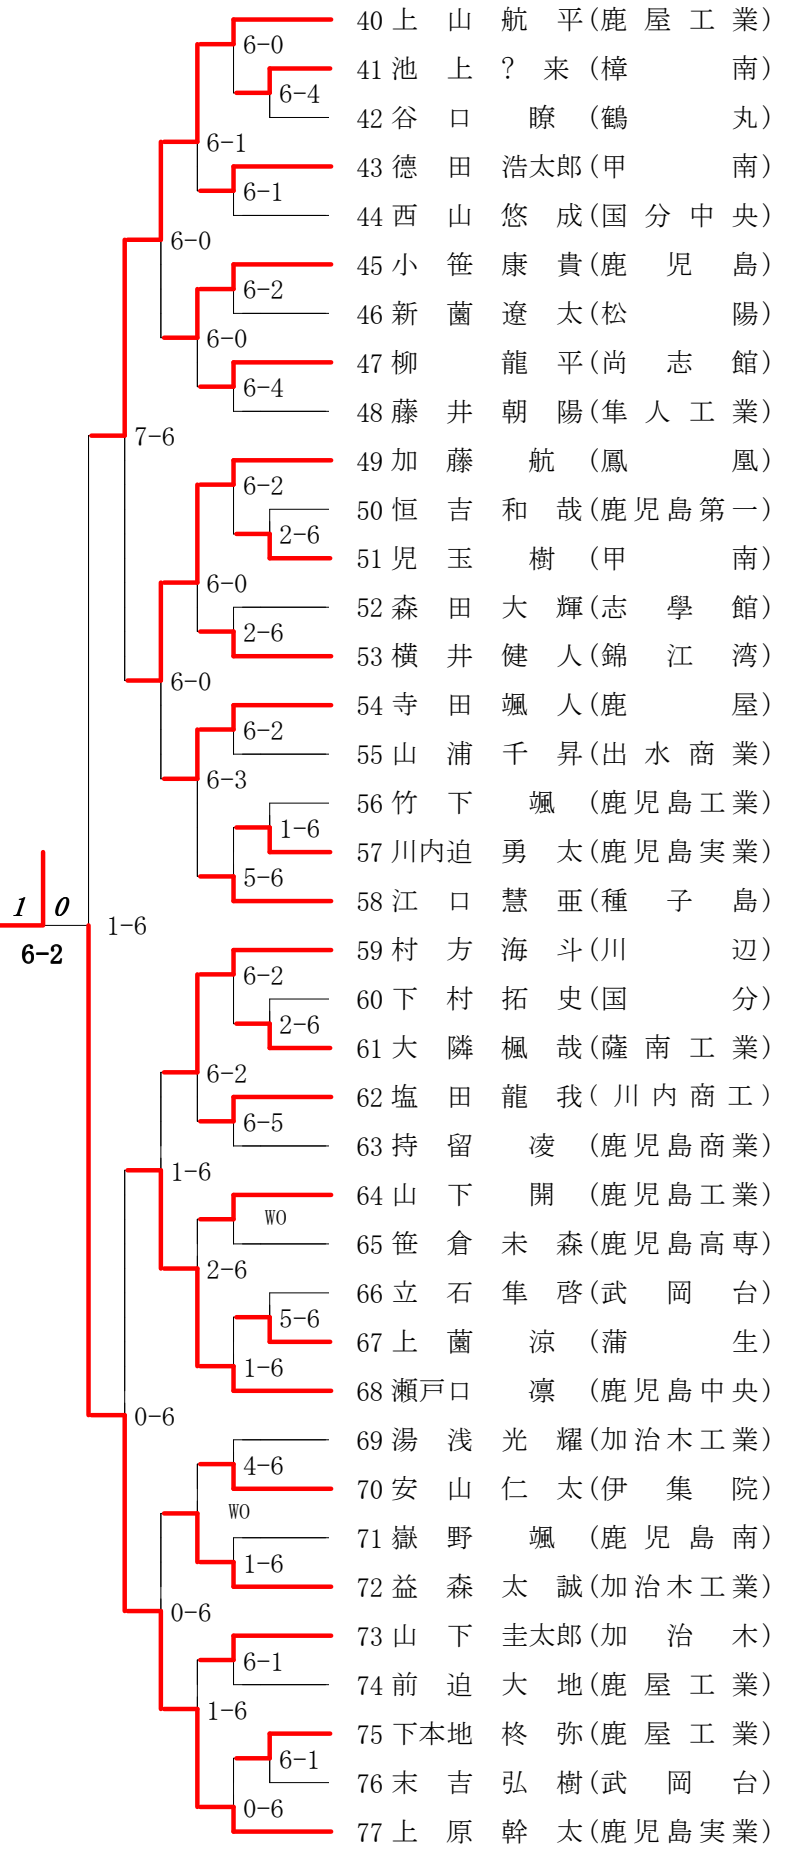 40 上山航平(鹿屋工業)
6-0
41 池上?来(樟南)
6-4
42 谷口瞭(鶴丸)
6-1
43 德田浩太郎(甲南)
6-1
44 西山悠成(国分中央)
6-0
45 小笹康貴(鹿児島)
6-2
46 新薗遼太(松陽)
6-0
47 柳龍平(尚志館)
6-4
48 藤井朝陽(隼人工業)
7-6
49 加藤航(鳳凰)
6-2
50 恒吉和哉(鹿児島第一)
2-6
51 児玉樹(甲南)
6-0
52 森田大輝(志學館)
2-6
53 横井健人(錦江湾)
6-0
54 寺田颯人(鹿屋)
6-2
55 山浦千昇(出水商業)
6-3
56 竹下颯(鹿児島工業)
1-6
57 川内迫勇太(鹿児島実業)
5-6
58 江口慧亜(種子島)
1 0
1-6
6-2
59 村方海斗(川辺)
6-2
60 下村拓史(国分)
2-6
61 大隣楓哉(薩南工業)
6-2
62 塩田龍我(川内商工)
6-5
63 持留凌(鹿児島商業)
1-6
64 山下開(鹿児島工業)
WO
65 笹倉未森(鹿児島高専)
2-6
66 立石隼啓(武岡台)
5-6
67 上薗涼(蒲生)
1-6
68 瀬戸口凛(鹿児島中央)
0-6
69 湯浅光耀(加治木工業)
4-6
70 安山仁太(伊集院)
WO
71 嶽野颯(鹿児島南)
1-6
72 益森太誠(加治木工業)
0-6
73 山下圭太郎(加治木)
6-1
74 前迫大地(鹿屋工業)
1-6
75 下本地柊弥(鹿屋工業)
6-1
76 末吉弘樹(武岡台)
0-6
77 上原幹太(鹿児島実業)